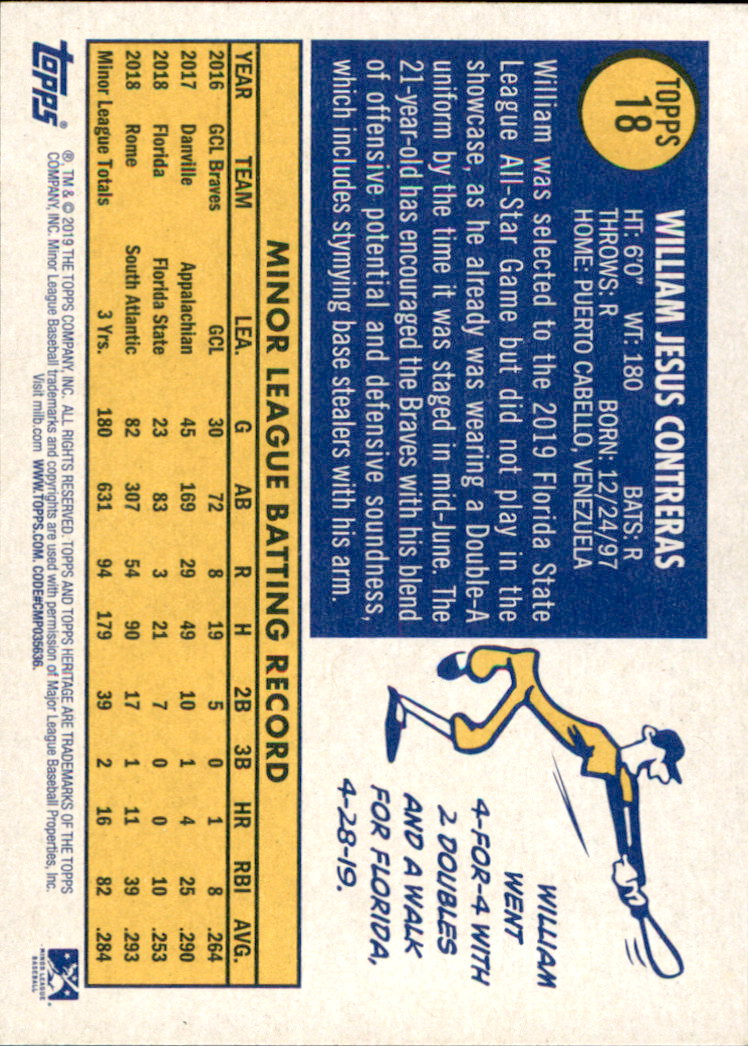 TOPPS
18
WILLIAM JESUS CONTRERAS
HT: 6'0" WT: 180 BATS: R
THROWS: R BORN: 12/24/97
HOME: PUERTO CABELLO, VENEZUELA
William was selected to the 2019 Florida State
League All-Star Game but did not play in the
showcase, as he already was wearing a Double-A
uniform by the time it was staged in mid-June. The
21-year-old has encouraged the Braves with his blend
of offensive potential and defensive soundness,
which includes stymying base stealers with his arm.
WILLIAM
WENT
4-FOR-4 WITH
2 DOUBLES
AND A WALK
FOR FLORIDA,
4-28-19.
MINOR LEAGUE BATTING RECORD
YEAR TEAM LEA. G AB R H 2B 3B HR RBI AVG.
2016 GCL Braves GCL 30 72 8 19 5 0 1 8 .264
2017 Danville Appalachian 45 169 29 49 10 1 4 25 .290
2018 Florida Florida State 23 83 3 21 7 0 0 10 .253
2018 Rome South Atlantic 82 307 54 90 17 1 11 39 .293
Minor League Totals 3 Yrs. 180 631 94 179 39 2 16 82 .284
topps®
®, TM & © 2019 THE TOPPS COMPANY, INC. ALL RIGHTS RESERVED. TOPPS AND TOPPS HERITAGE ARE TRADEMARKS OF THE TOPPS
COMPANY, INC. Minor League Baseball trademarks and copyrights are used with permission of Major League Baseball Properties, Inc.
Visit milb.com WWW.TOPPS.COM. CODE#CMP035636.
MINOR LEAGUE
BASEBALL